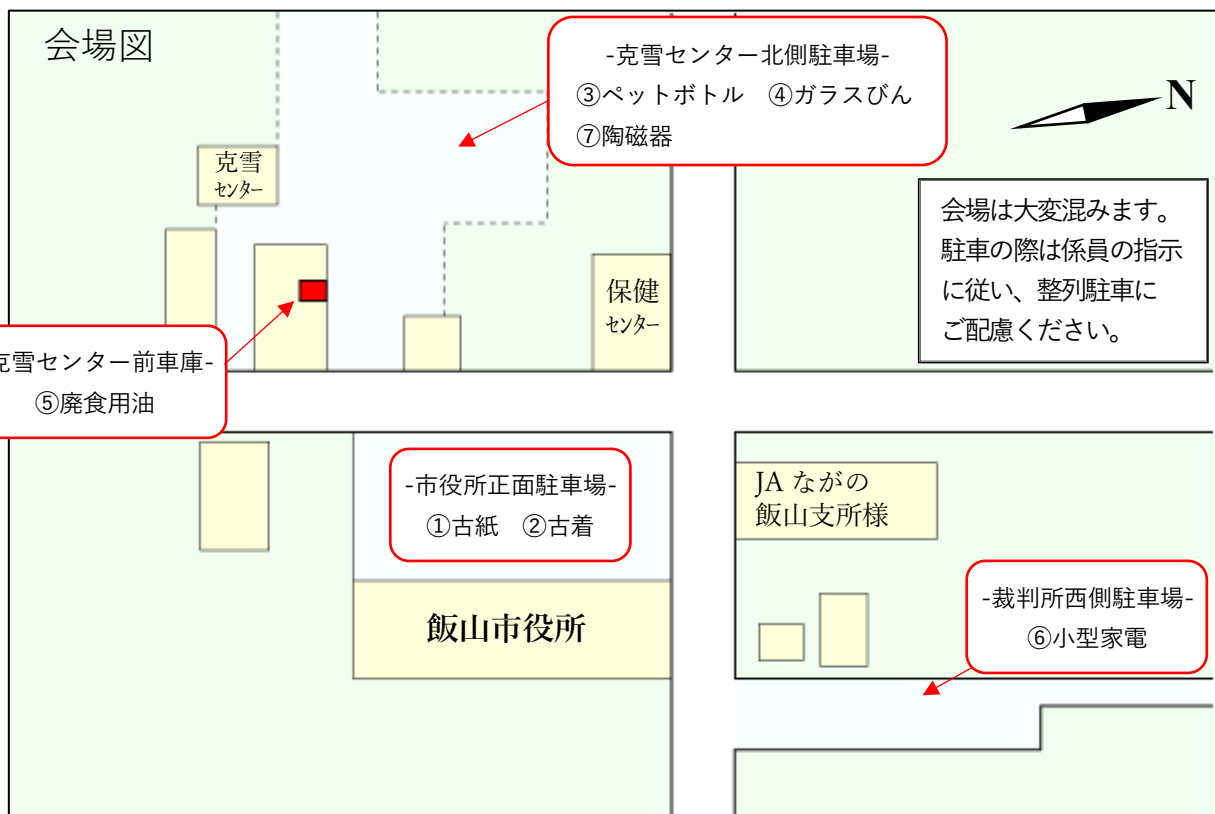 会場図
-克雪センター北側駐車場-
③ペットボトル　④ガラスびん
⑦陶磁器
N
克雪
センター
会場は大変混みます。
駐車の際は係員の指示
に従い、整列駐車に
ご配慮ください。
保健
センター
克雪センター前車庫-
⑤廃食用油
-市役所正面駐車場-
①古紙　②古着
JA ながの
飯山支所様
飯山市役所
-裁判所西側駐車場-
⑥小型家電